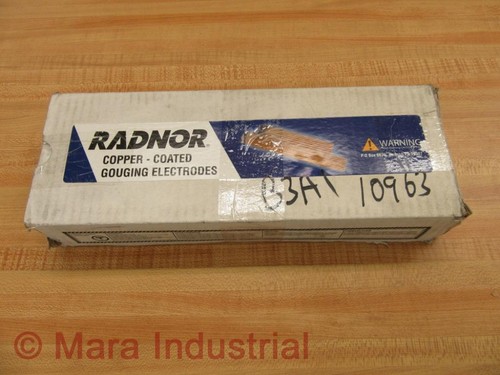 RADNOR
COPPER - COATED
GOUGING ELECTRODES
WARNING
B3A1 10963
© Mara Industrial